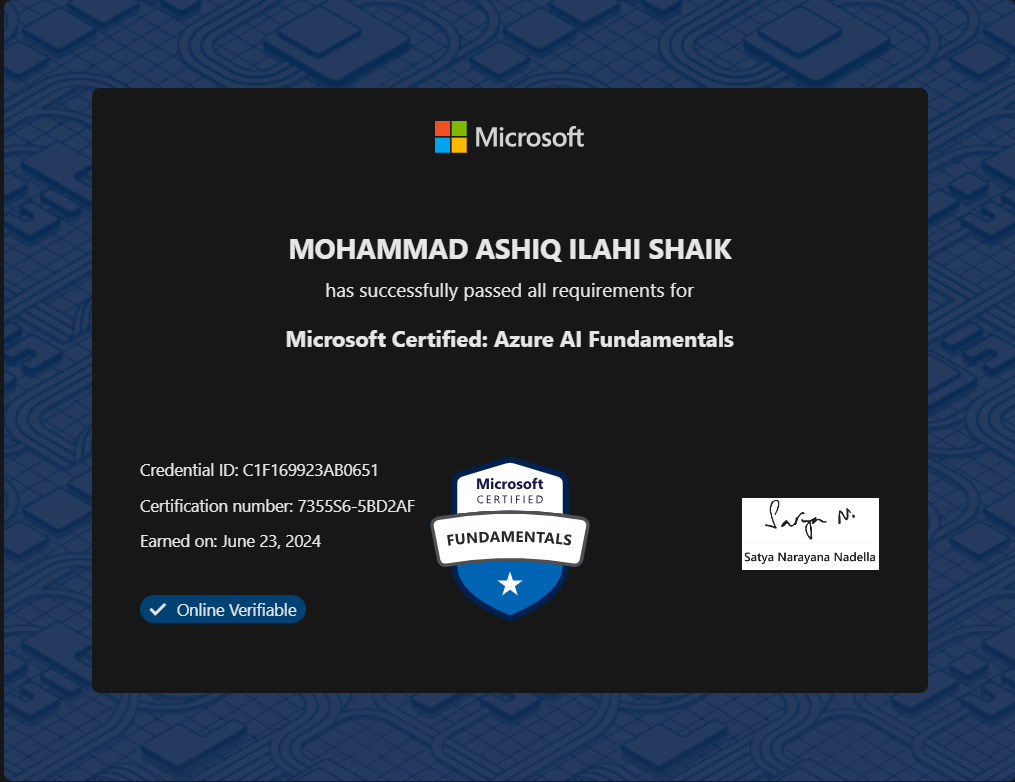 Microsoft
MOHAMMAD ASHIQ ILAHI SHAIK
has successfully passed all requirements for
Microsoft Certified: Azure AI Fundamentals
Credential ID: C1F169923AB0651
Certification number: 7355S6-5BD2AF
Earned on: June 23, 2024
Online Verifiable
Microsoft
CERTIFIED
FUNDAMENTALS
Satya N.
Satya Narayana Nadella